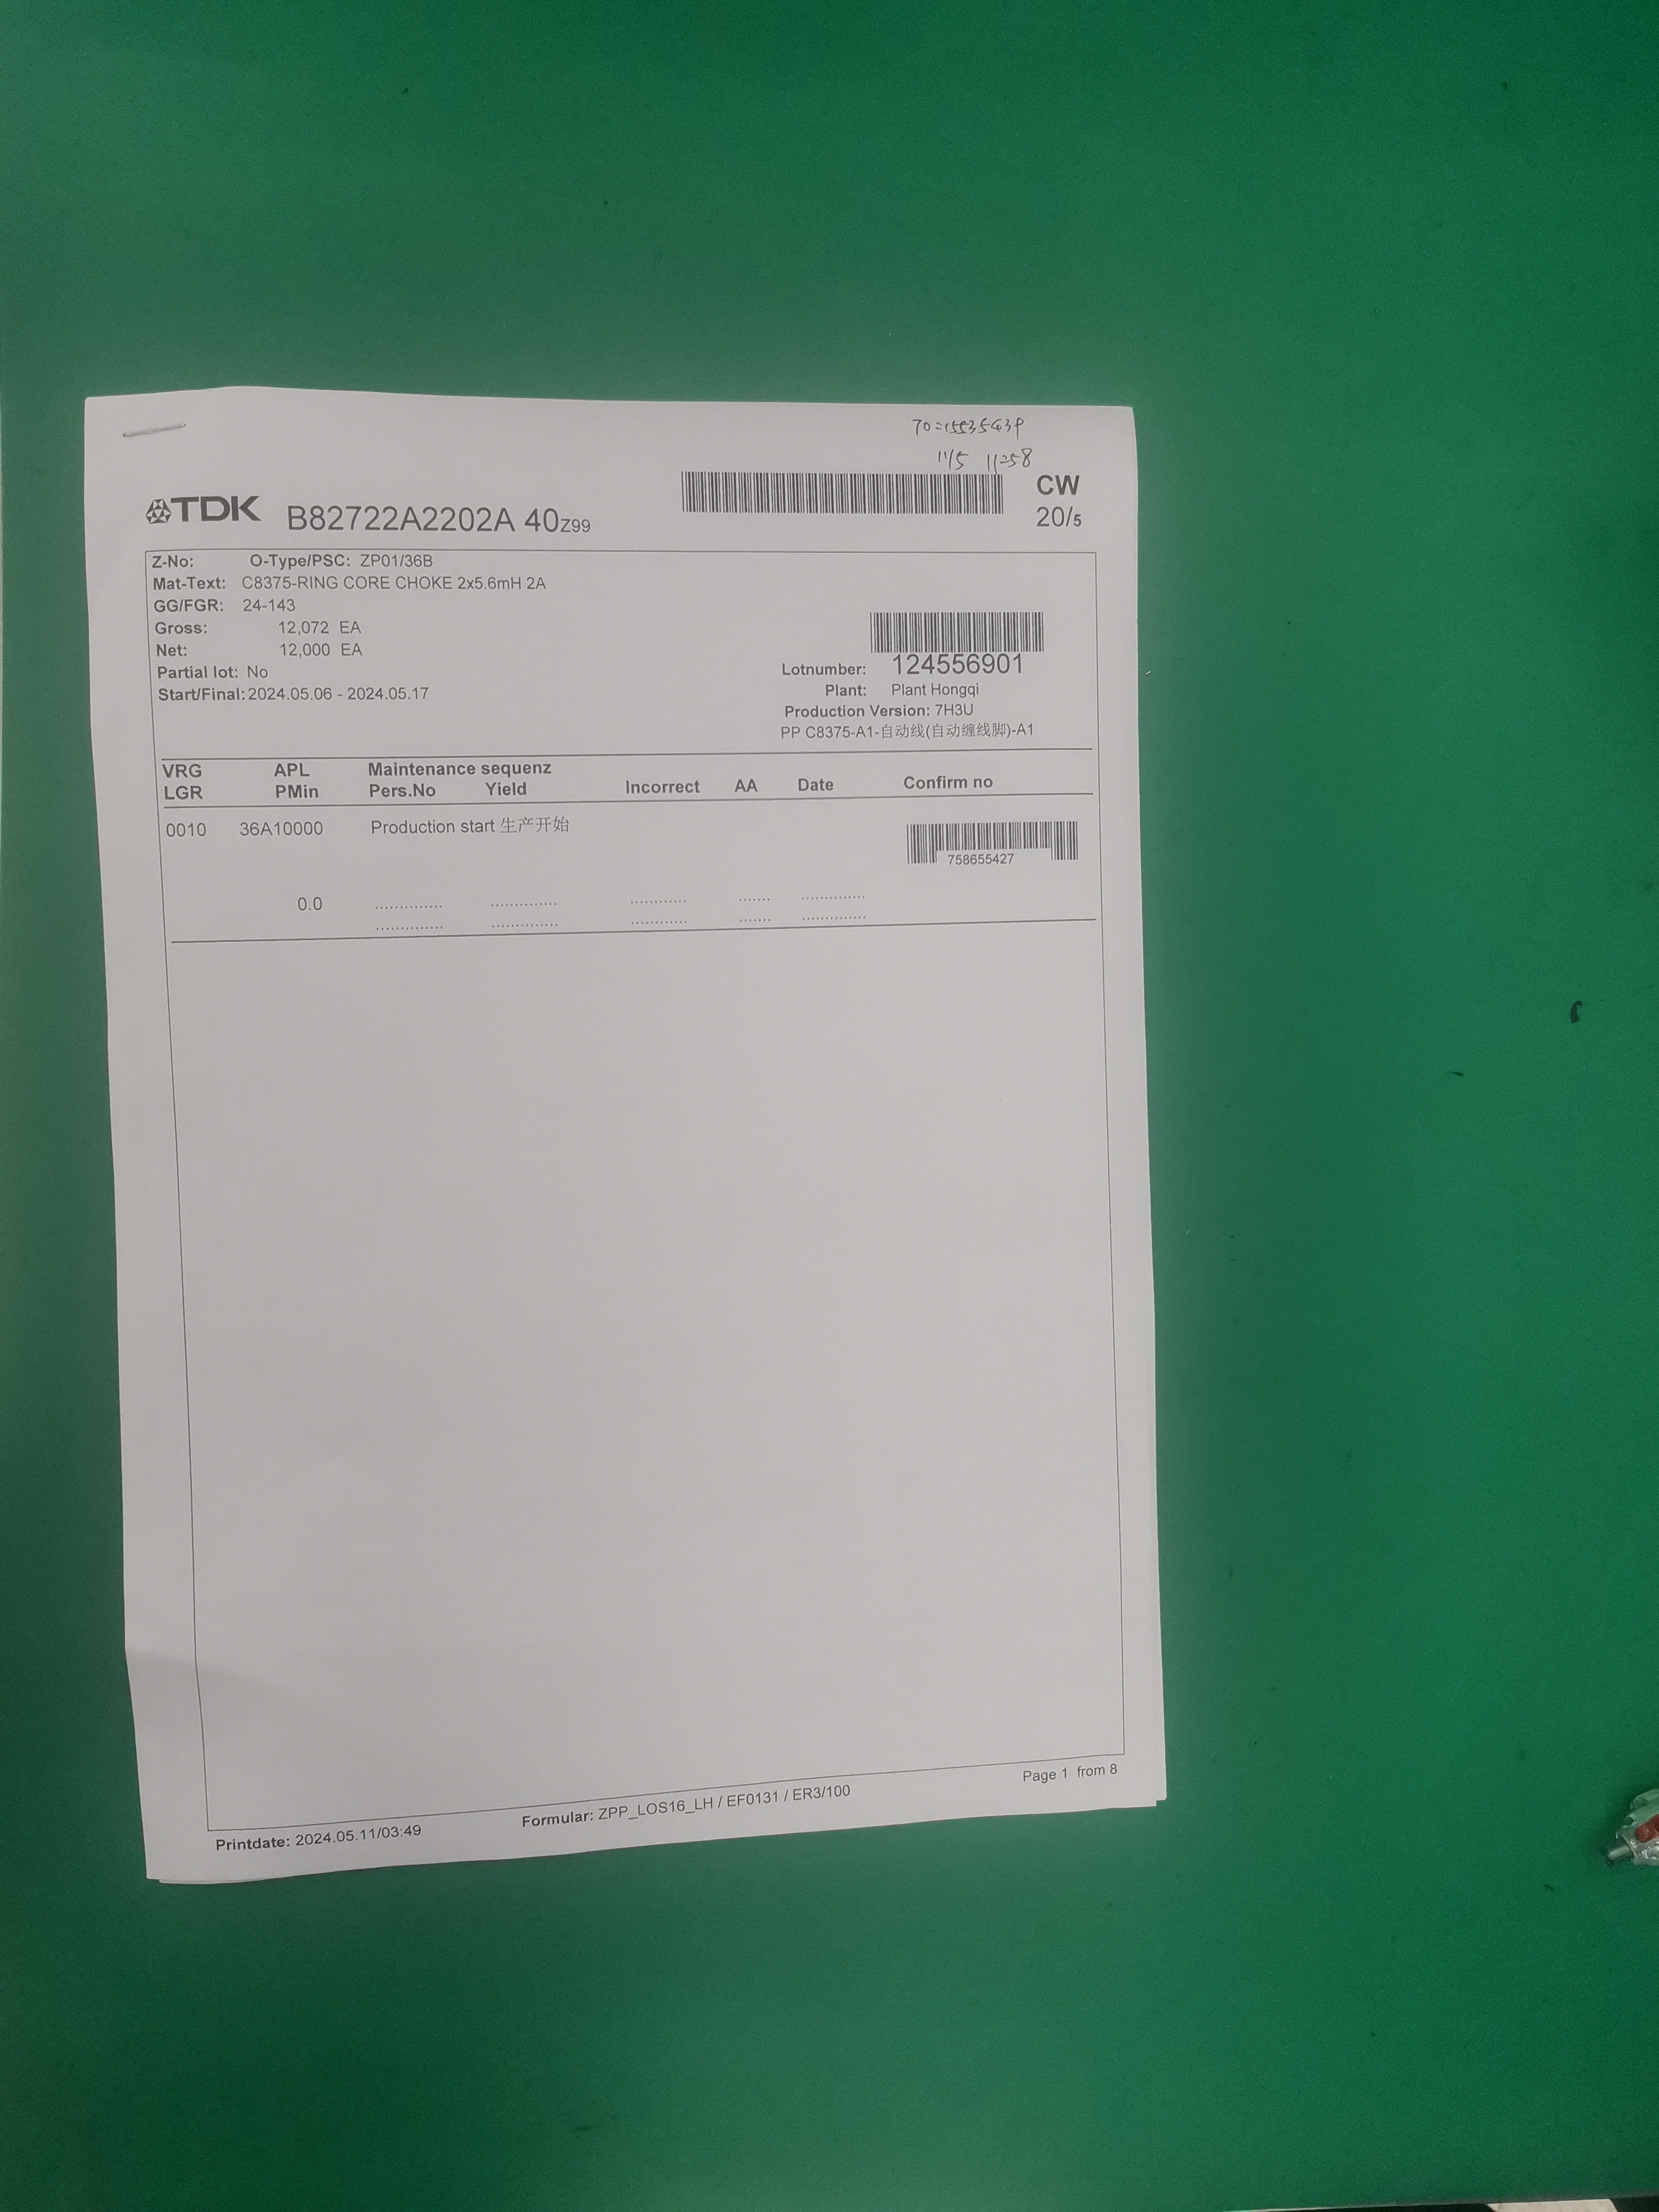 11/5 11:58
TDK B82722A2202A 40Z99
CW
20/5
Z-No: O-Type/PSC: ZP01/36B
Mat-Text: C8375-RING CORE CHOKE 2x5.6mH 2A
GG/FGR: 24-143
Gross: 12,072 EA
Net: 12,000 EA
Partial lot: No
Start/Final: 2024.05.06 - 2024.05.17
Lotnumber: 124556901
Plant: Plant Hongqi
Production Version: 7H3U
PP C8375-A1-自动线(自动缠线脚)-A1
VRG APL Maintenance sequenz
LGR PMin Pers.No Yield Incorrect AA Date Confirm no
0010 36A10000 Production start 生产开始
758655427
0.0 .............. .............. ............ ....... ..............
.............. .............. ............ ....... ..............
Printdate: 2024.05.11/03:49 Formular: ZPP_LOS16_LH / EF0131 / ER3/100 Page 1 from 8